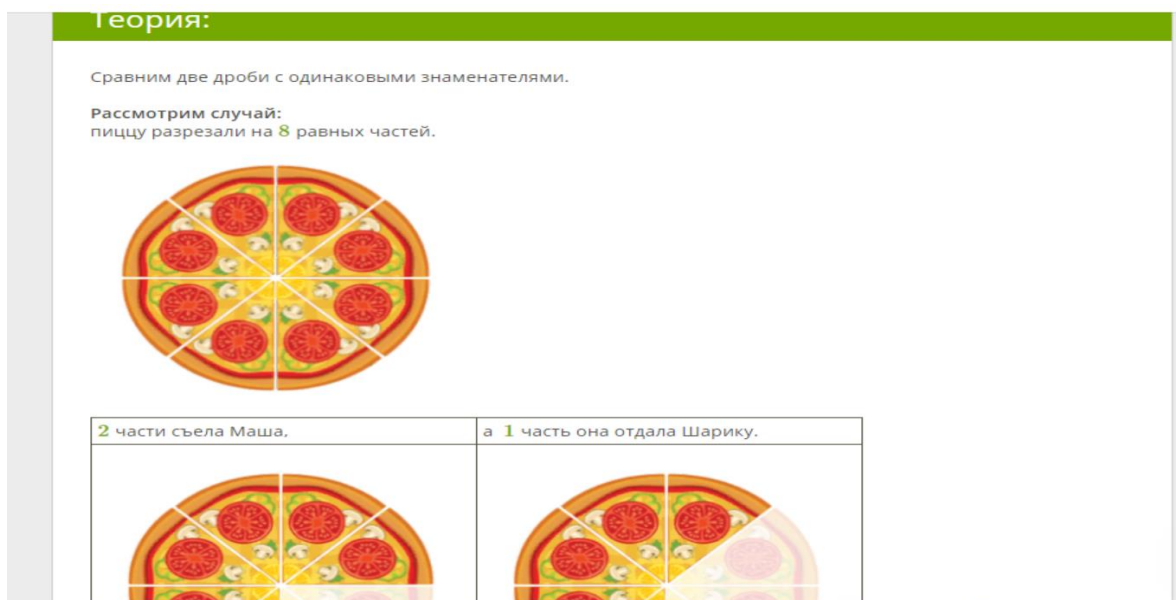 Теория:
Сравним две дроби с одинаковыми знаменателями.
Рассмотрим случай:
пиццу разрезали на 8 равных частей.
2 части съела Маша,
а 1 часть она отдала Шарику.